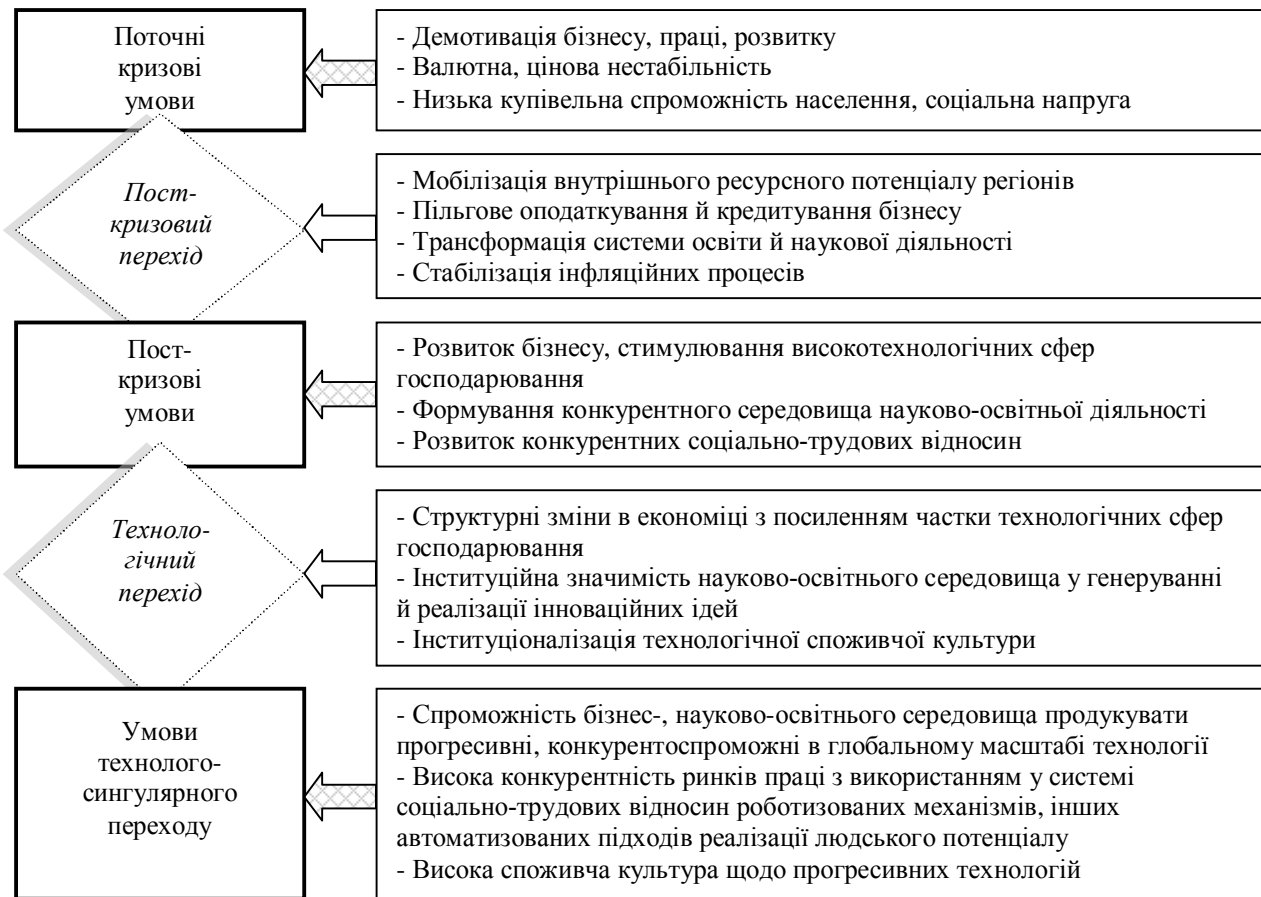 Поточні
кризові
умови
- Демотивація бізнесу, праці, розвитку
- Валютна, цінова нестабільність
- Низька купівельна спроможність населення, соціальна напруга
Пост-
кризовий
перехід
- Мобілізація внутрішнього ресурсного потенціалу регіонів
- Пільгове оподаткування й кредитування бізнесу
- Трансформація системи освіти й наукової діяльності
- Стабілізація інфляційних процесів
Пост-
кризові
умови
- Розвиток бізнесу, стимулювання високотехнологічних сфер
господарювання
- Формування конкурентного середовища науково-освітньої діяльності
- Розвиток конкурентних соціально-трудових відносин
Техноло-
гічний
перехід
- Структурні зміни в економіці з посиленням частки технологічних сфер
господарювання
- Інституційна значимість науково-освітнього середовища у генеруванні
й реалізації інноваційних ідей
- Інституціоналізація технологічної споживчої культури
Умови
техноло­го-
сингулярного
переходу
- Спроможність бізнес-, науково-освітнього середовища продукувати
прогресивні, конкурентоспроможні в глобальному масштабі технології
- Висока конкурентність ринків праці з використанням у системі
соціально-трудових відносин роботизованих механізмів, інших
автоматизованих підходів реалізації людського потенціалу
- Висока споживча культура щодо прогресивних технологій